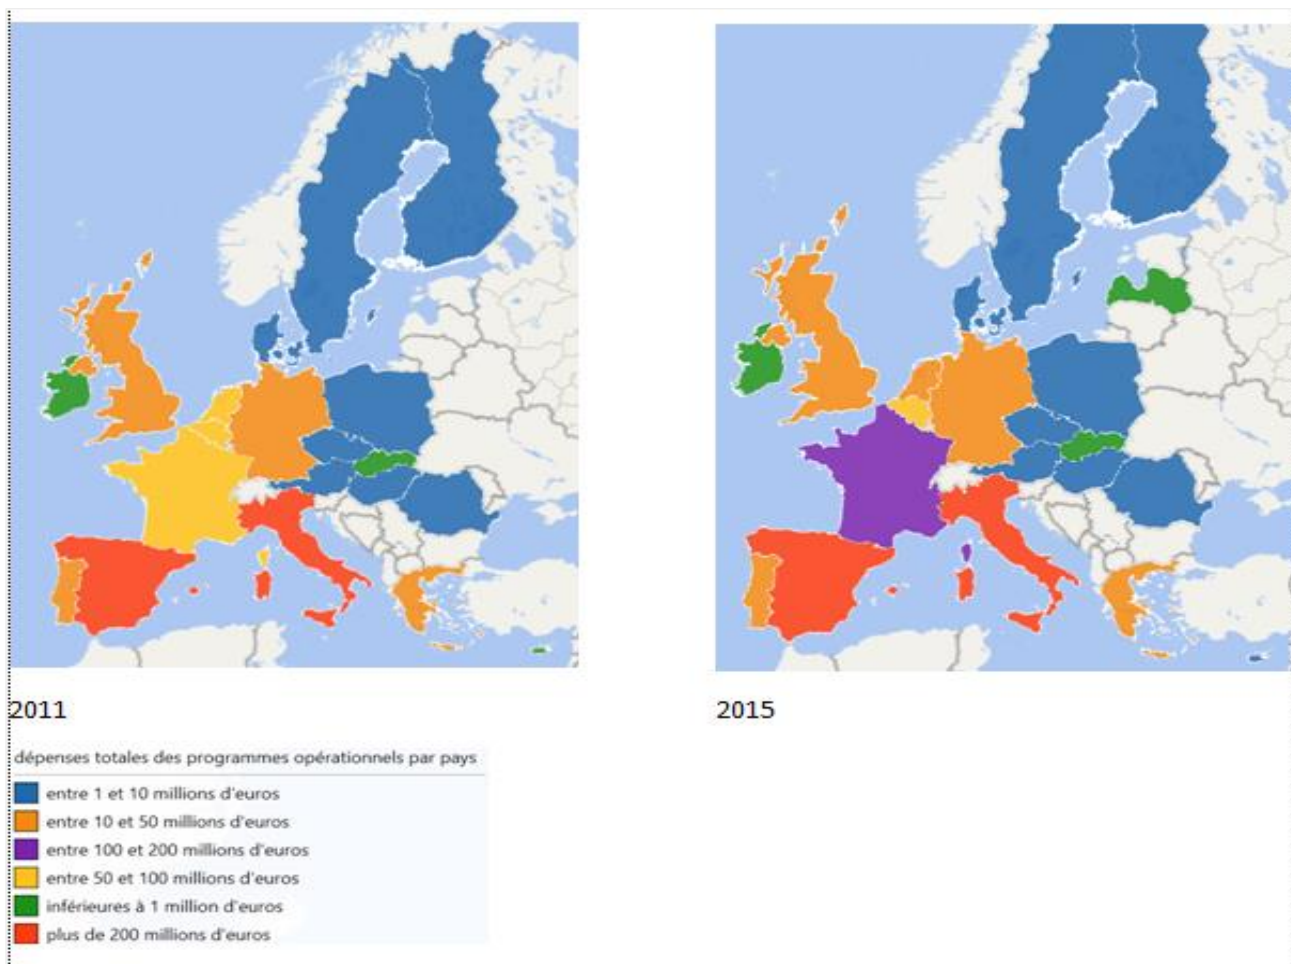 2011
2015
dépenses totales des programmes opérationnels par pays
entre 1 et 10 millions d'euros
entre 10 et 50 millions d'euros
entre 100 et 200 millions d'euros
entre 50 et 100 millions d'euros
inférieures à 1 million d'euros
plus de 200 millions d'euros